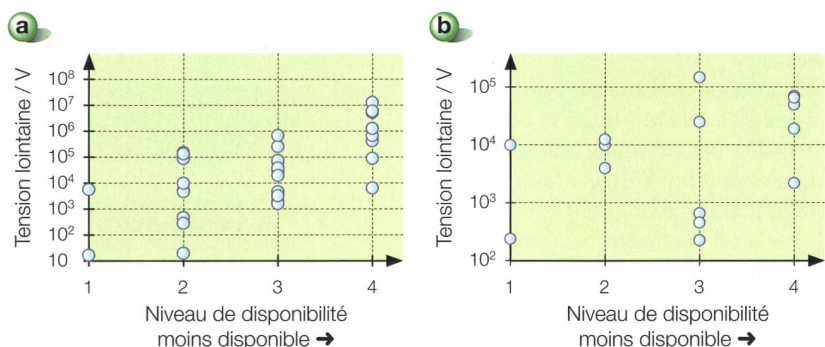 a
Tension lointaine / V
10⁸
10⁷
10⁶
10⁵
10⁴
10³
10²
10
1 2 3 4
Niveau de disponibilité
moins disponible ➔
b
Tension lointaine / V
10⁵
10⁴
10³
10²
1 2 3 4
Niveau de disponibilité
moins disponible ➔